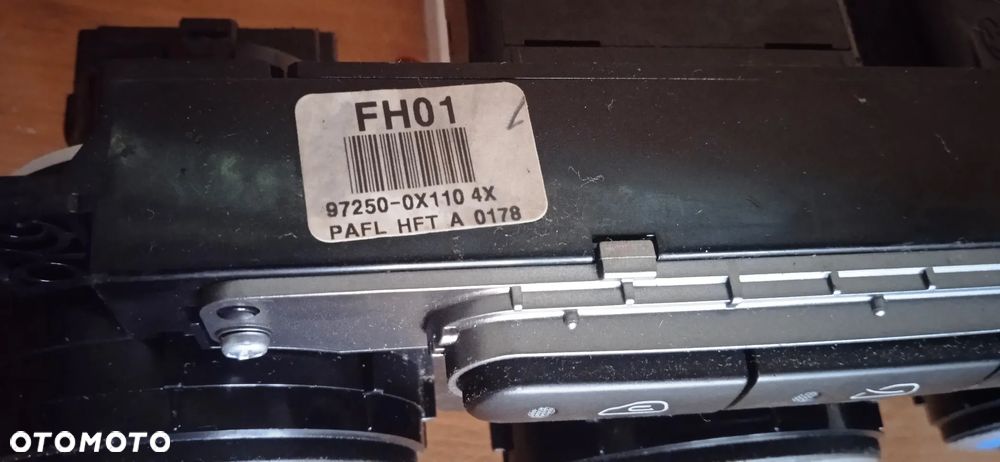 FH01
97250-0X110 4X
PAFL HFT A 0178
OTOMOTO